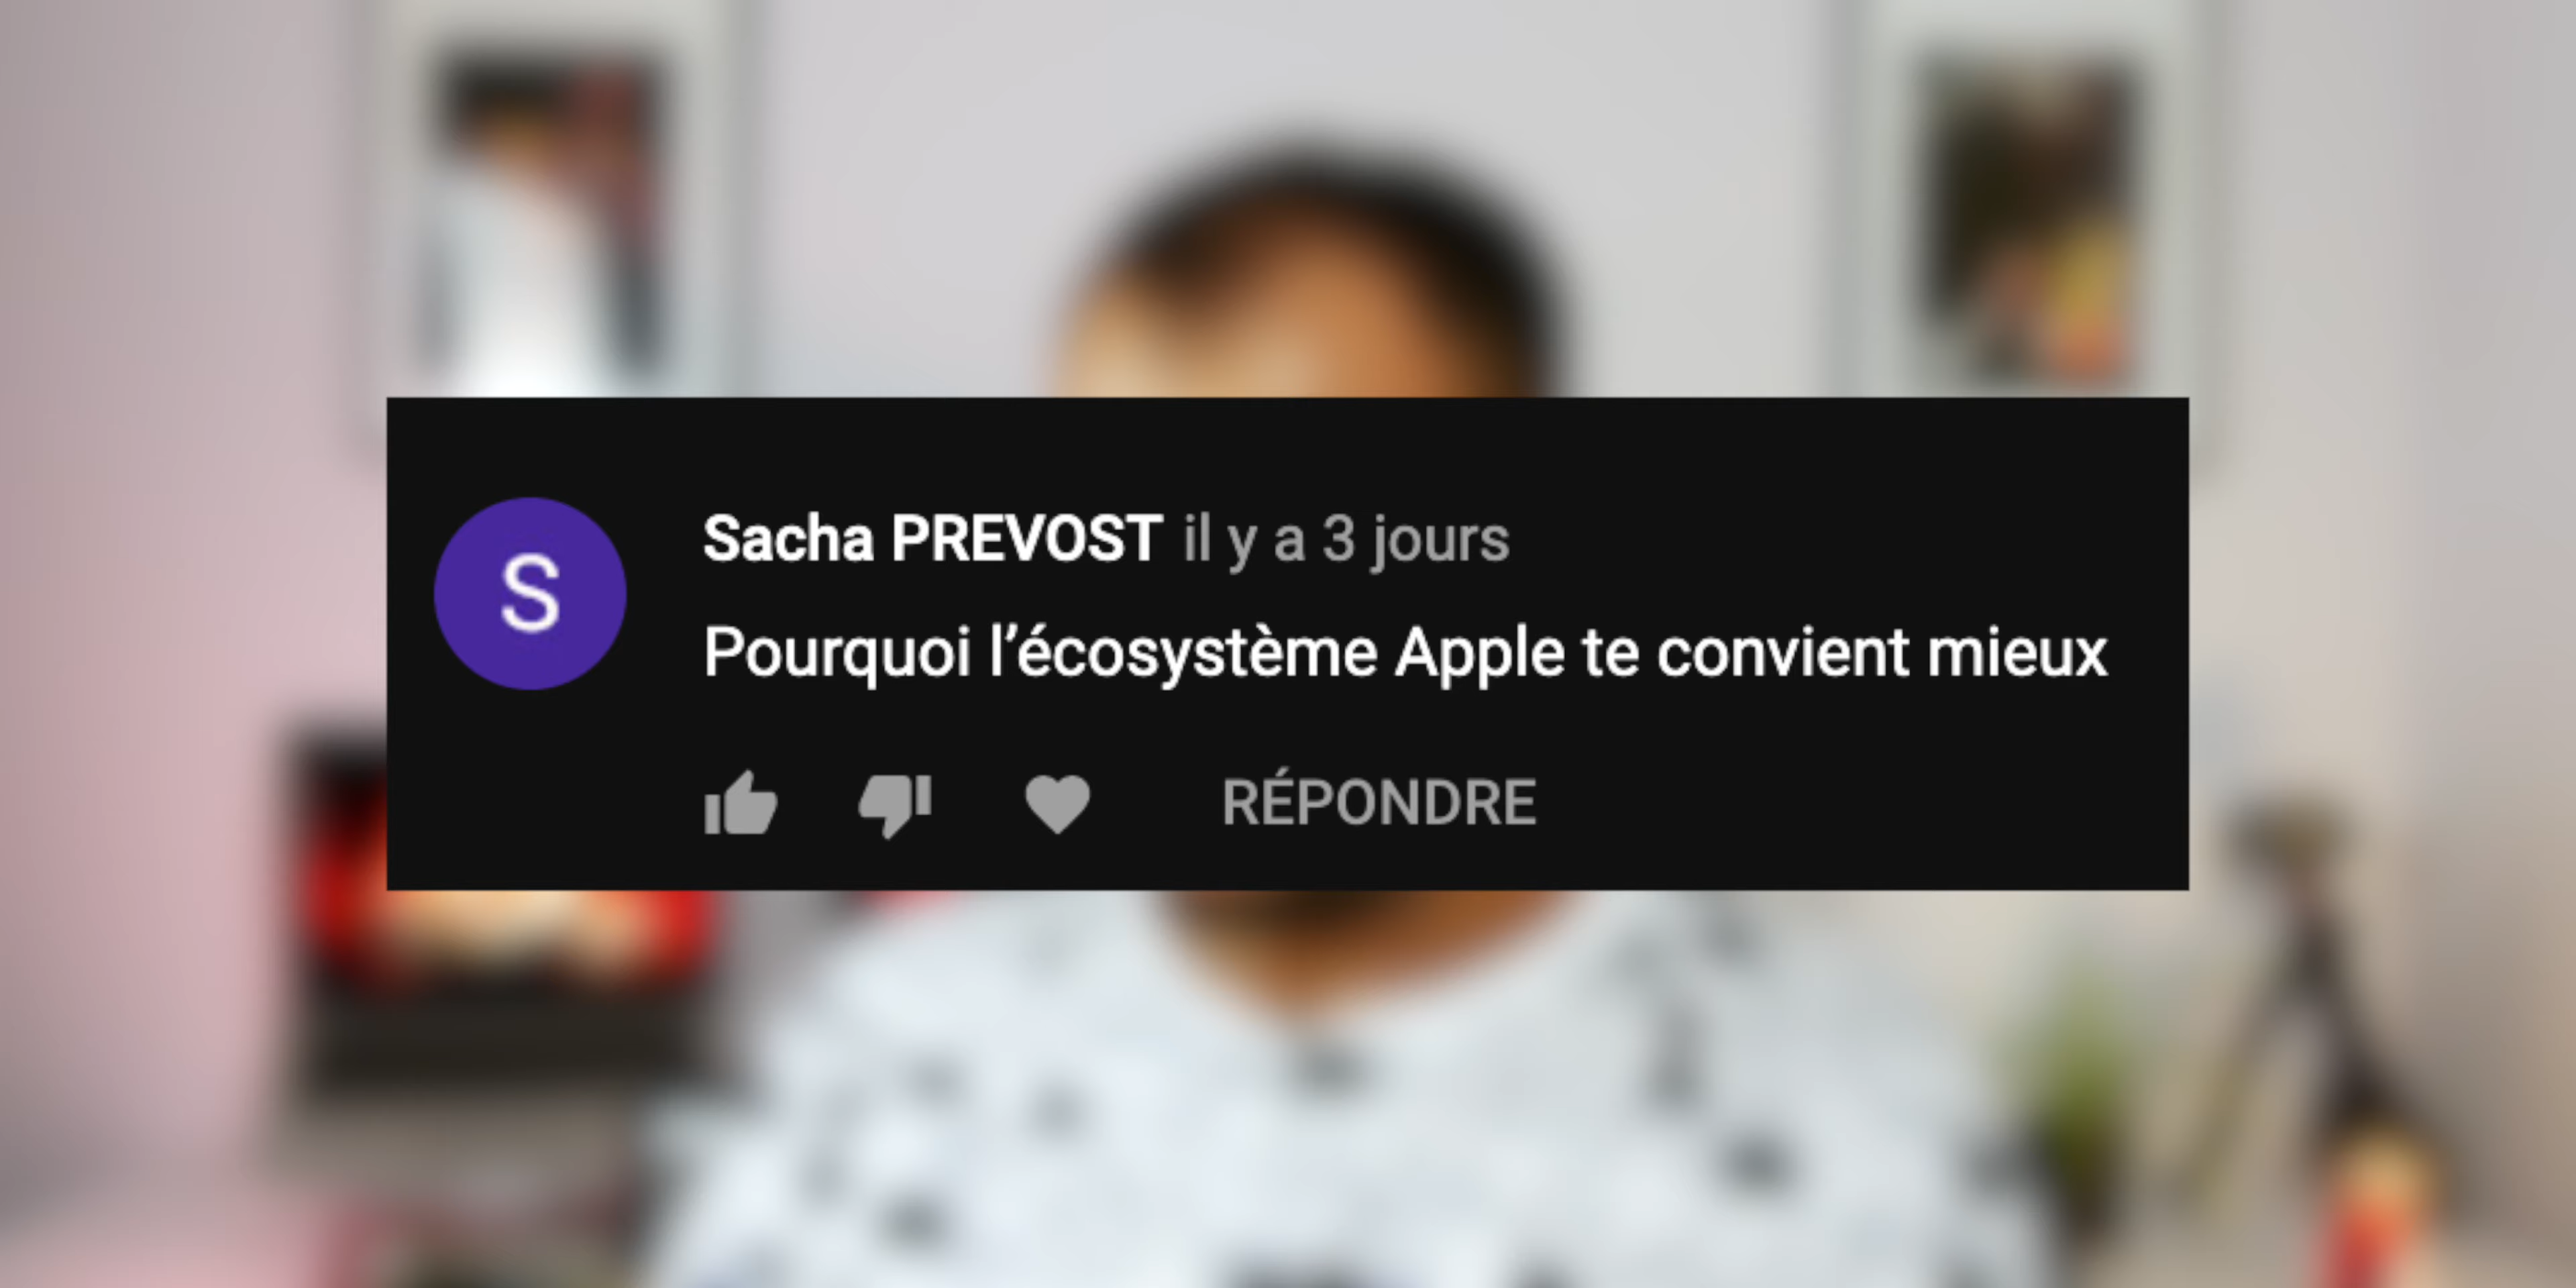 S
Sacha PREVOST il y a 3 jours
Pourquoi l’écosystème Apple te convient mieux
RÉPONDRE